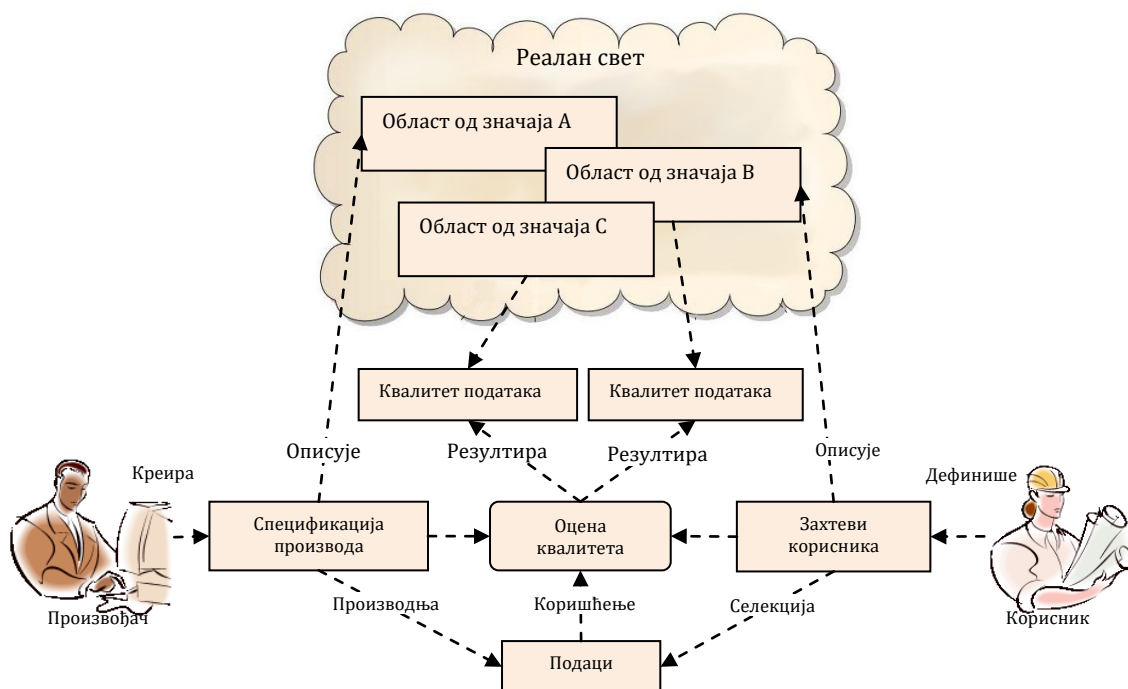 Реалан свет
Област од значаја А
Област од значаја В
Област од значаја С
Квалитет података
Квалитет података
Описује
Резултира
Резултира
Описује
Креира
Дефинише
Спецификација
производа
Оцена
квалитета
Захтеви
корисника
Произвођач
Производња
Коришћење
Селекција
Корисник
Подаци